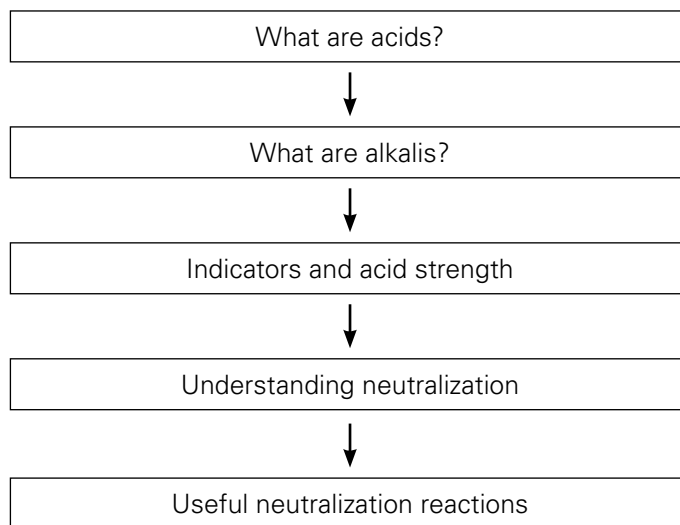 What are acids?
What are alkalis?
Indicators and acid strength
Understanding neutralization
Useful neutralization reactions